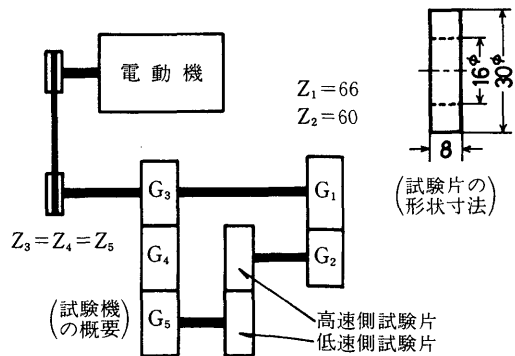 電動機
Z₁=66
Z₂=60
16φ
30φ
8
(試験片の
形状寸法)
G₃
G₁
Z₃=Z₄=Z₅
G₄
G₂
(試験機
の概要)
G₅
高速側試験片
低速側試験片